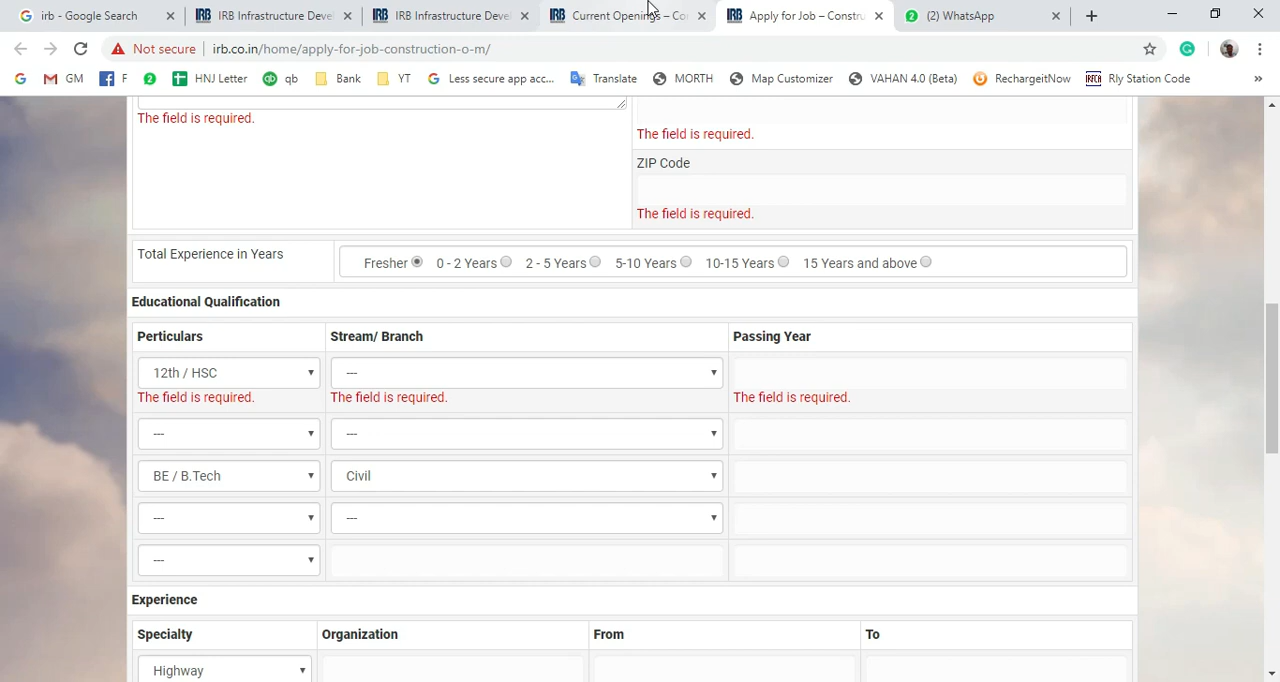 irb - Google Search
IRB Infrastructure Deve
IRB Infrastructure Deve
Current Openings – Co
Apply for Job – Constru
(2) WhatsApp
Not secure
irb.co.in/home/apply-for-job-construction-o-m/
GM
F
HNJ Letter
qb
Bank
YT
Less secure app acc...
Translate
MORTH
Map Customizer
VAHAN 4.0 (Beta)
RechargeitNow
Rly Station Code
The field is required.
The field is required.
ZIP Code
The field is required.
Total Experience in Years
Fresher 0 - 2 Years 2 - 5 Years 5-10 Years 10-15 Years 15 Years and above
Educational Qualification
Perticulars Stream/ Branch Passing Year
12th / HSC ---
The field is required. The field is required. The field is required.
--- ---
BE / B.Tech Civil
--- ---
---
Experience
Specialty Organization From To
Highway